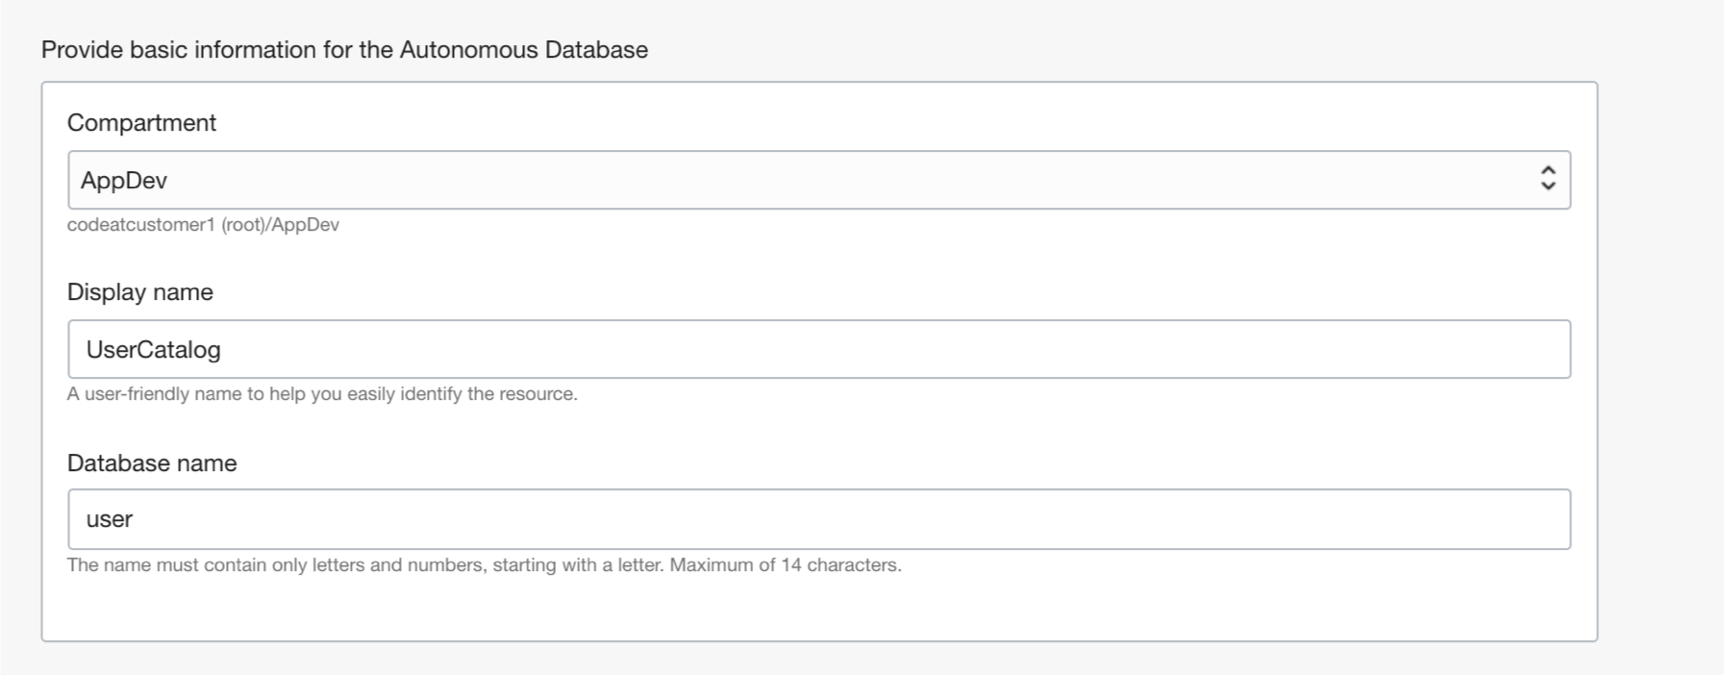 Provide basic information for the Autonomous Database
Compartment
AppDev
codeatcustomer1 (root)/AppDev
Display name
UserCatalog
A user-friendly name to help you easily identify the resource.
Database name
user
The name must contain only letters and numbers, starting with a letter. Maximum of 14 characters.